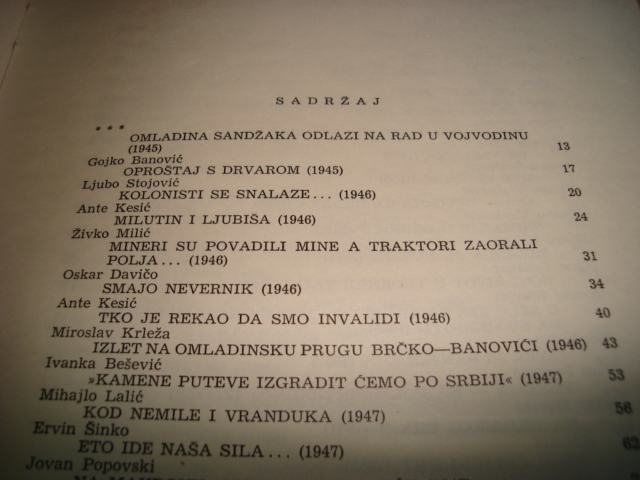 SADRŽAJ
* * *
OMLADINA SANDŽAKA ODLAZI NA RAD U VOJVODINU
(1945) 13
Gojko Banović
OPROŠTAJ S DRVAROM (1945) 17
Ljubo Stojović
KOLONISTI SE SNALAZE... (1946) 20
Ante Kesić
MILUTIN I LJUBIŠA (1946) 24
Živko Milić
MINERI SU POVADILI MINE A TRAKTORI ZAORALI
POLJA... (1946) 31
Oskar Davičo
SMAJO NEVERNIK (1946) 34
Ante Kesić
TKO JE REKAO DA SMO INVALIDI (1946) 40
Miroslav Krleža
IZLET NA OMLADINSKU PRUGU BRČKO—BANOVIĆI (1946) 43
Ivanka Bešević
»KAMENE PUTEVE IZGRADIT ĆEMO PO SRBIJI« (1947) 53
Mihajlo Lalić
KOD NEMILE I VRANDUKA (1947) 56
Ervin Šinko
ETO IDE NAŠA SILA... (1947) 62
Jovan Popovski